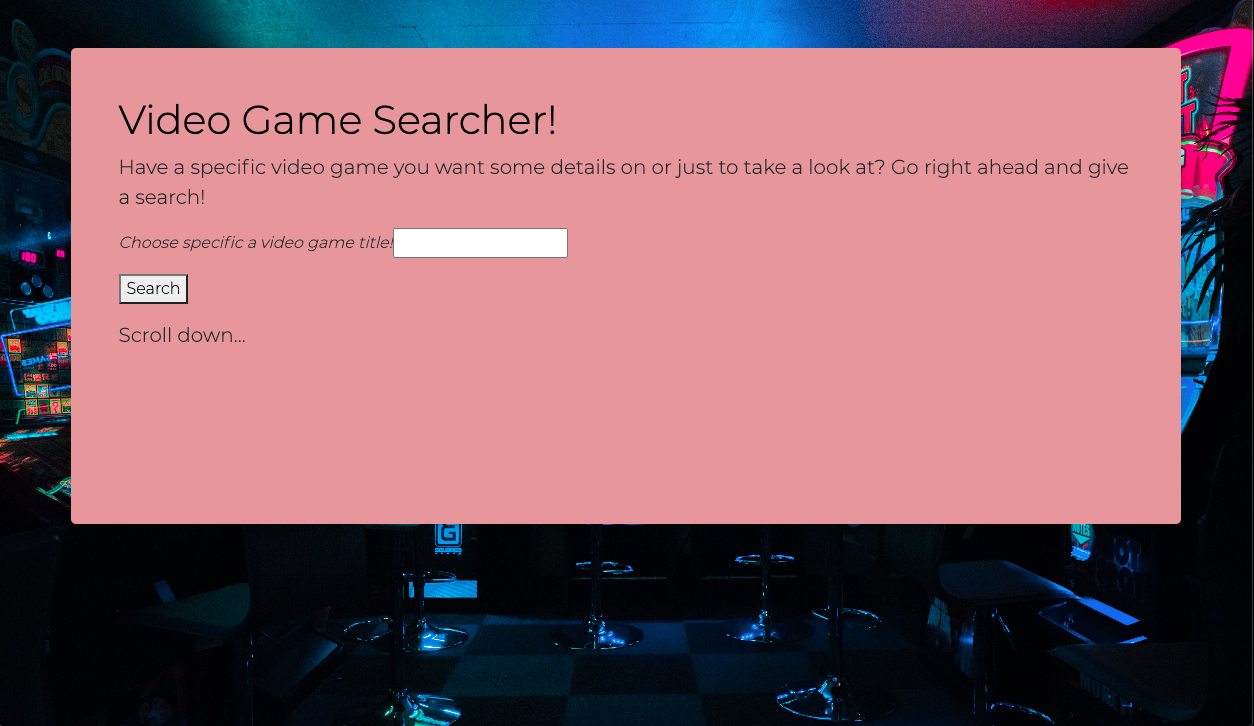 Video Game Searcher!
Have a specific video game you want some details on or just to take a look at? Go right ahead and give
a search!
Choose specific a video game title!
Search
Scroll down...
G